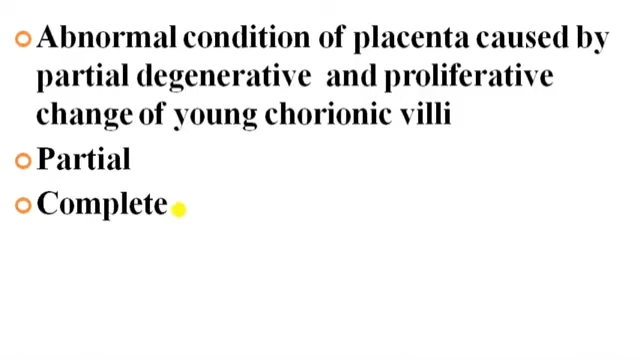 Abnormal condition of placenta caused by
partial degenerative and proliferative
change of young chorionic villi
Partial
Complete